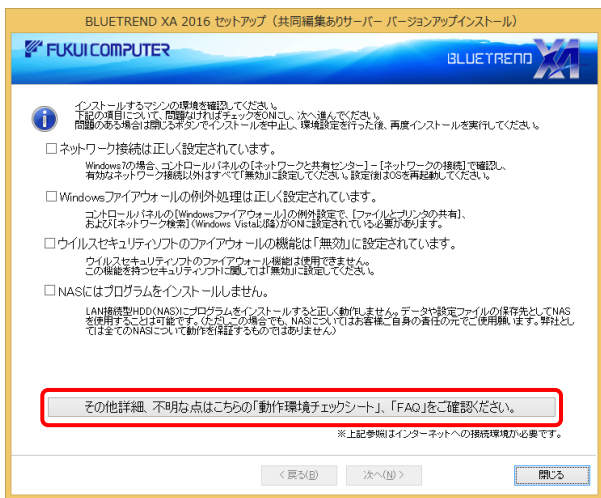 BLUETREND XA 2016 セットアップ（共同編集ありサーバー バージョンアップインストール）
FUKUI COMPUTER
BLUETREND XA
インストールするマシンの環境を確認してください。
下記の項目について、問題なければチェックをONにし、次へ進んでください。
問題のある場合は閉じるボタンでインストールを中止し、環境設定を行った後、再度インストールを実行してください。
ネットワーク接続は正しく設定されています。
Windows7の場合、コントロールパネルの[ネットワークと共有センター]－[ネットワークの接続]で確認し、
有効なネットワーク接続以外はすべて「無効」に設定してください。設定後はOSを再起動してください。
Windowsファイアウォールの例外処理は正しく設定されています。
コントロールパネルの[Windowsファイアウォール]の例外設定で、[ファイルとプリンタの共有]、
および[ネットワーク検索](Windows Vista以降)がONに設定されている必要があります。
ウイルスセキュリティソフトのファイアウォールの機能は「無効」に設定されています。
ウイルスセキュリティソフトのファイアウォール機能は使用できません。
この機能を持つセキュリティソフトに関しては「無効」に設定してください。
NASにはプログラムをインストールしません。
LAN接続型HDD(NAS)にプログラムをインストールすると正しく動作しません。データや設定ファイルの保存先としてNAS
を使用することは可能です。(ただしこの場合でも、NASについてはお客様ご自身の責任の元でご使用願います。弊社とし
ては全てのNASについて動作を保証するものではありません)
その他詳細、不明な点はこちらの「動作環境チェックシート」、「FAQ」をご確認ください。
※上記参照はインターネットへの接続環境が必要です。
< 戻る(B) 次へ(N) > 閉じる